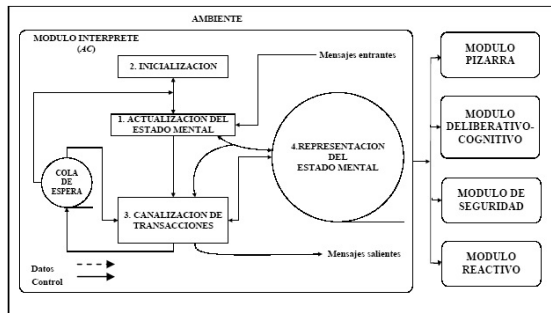 AMBIENTE
MODULO INTERPRETE
(AC)
2. INICIALIZACION
Mensajes entrantes
1. ACTUALIZACION DEL
ESTADO MENTAL
4.REPRESENTACION
DEL
ESTADO MENTAL
COLA
DE
ESPERA
3. CANALIZACION DE
TRANSACCIONES
Mensajes salientes
Datos
Control
MODULO
PIZARRA
MODULO
DELIBERATIVO-
COGNITIVO
MODULO DE
SEGURIDAD
MODULO
REACTIVO